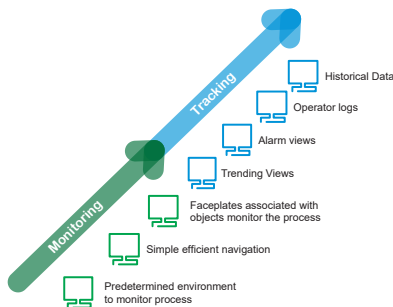 Tracking
Historical Data
Operator logs
Alarm views
Trending Views
Monitoring
Faceplates associated with
objects monitor the process
Simple efficient navigation
Predetermined environment
to monitor process